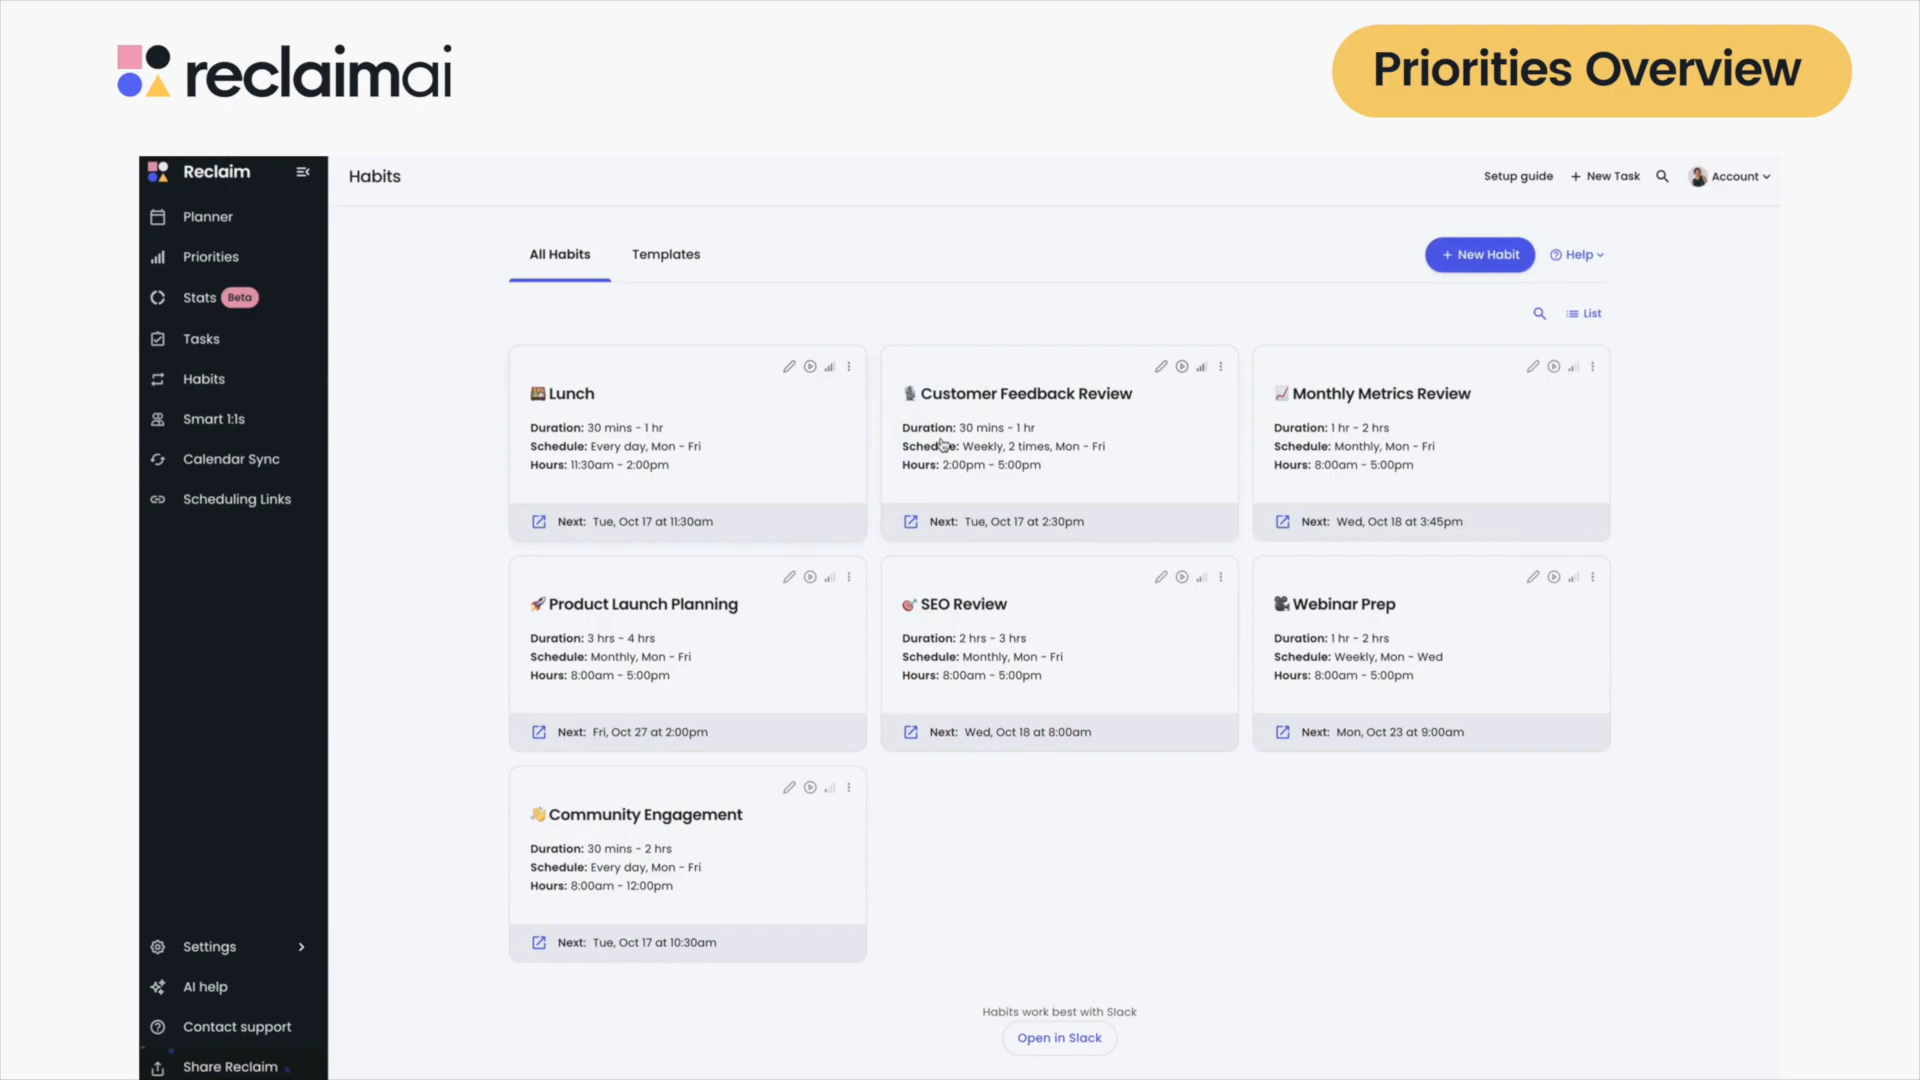 reclaimai
Priorities Overview
Reclaim
Planner
Priorities
Stats Beta
Tasks
Habits
Smart 1:1s
Calendar Sync
Scheduling Links
Settings
AI help
Contact support
Share Reclaim
Habits
Setup guide + New Task Account
All Habits Templates
+ New Habit Help
List
Lunch
Duration: 30 mins - 1 hr
Schedule: Every day, Mon - Fri
Hours: 11:30am - 2:00pm
Next: Tue, Oct 17 at 11:30am
Customer Feedback Review
Duration: 30 mins - 1 hr
Schedule: Weekly, 2 times, Mon - Fri
Hours: 2:00pm - 5:00pm
Next: Tue, Oct 17 at 2:30pm
Monthly Metrics Review
Duration: 1 hr - 2 hrs
Schedule: Monthly, Mon - Fri
Hours: 8:00am - 5:00pm
Next: Wed, Oct 18 at 3:45pm
Product Launch Planning
Duration: 3 hrs - 4 hrs
Schedule: Monthly, Mon - Fri
Hours: 8:00am - 5:00pm
Next: Fri, Oct 27 at 2:00pm
SEO Review
Duration: 2 hrs - 3 hrs
Schedule: Monthly, Mon - Fri
Hours: 8:00am - 5:00pm
Next: Wed, Oct 18 at 8:00am
Webinar Prep
Duration: 1 hr - 2 hrs
Schedule: Weekly, Mon - Wed
Hours: 8:00am - 5:00pm
Next: Mon, Oct 23 at 9:00am
Community Engagement
Duration: 30 mins - 2 hrs
Schedule: Every day, Mon - Fri
Hours: 8:00am - 12:00pm
Next: Tue, Oct 17 at 10:30am
Habits work best with Slack
Open in Slack